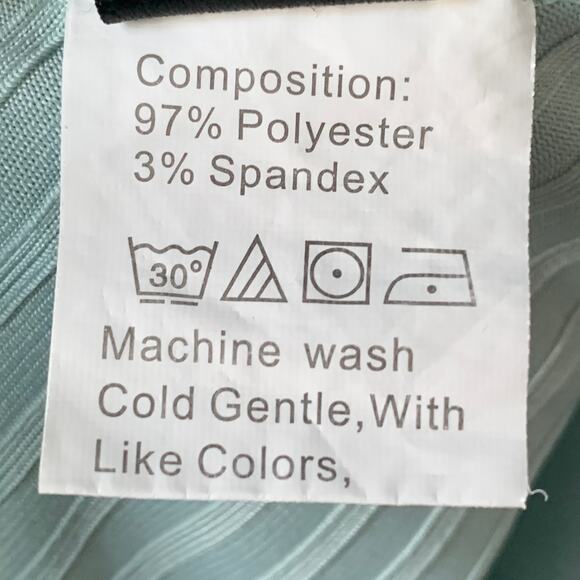 Composition:
97% Polyester
3% Spandex
30°
Machine wash
Cold Gentle,With
Like Colors,